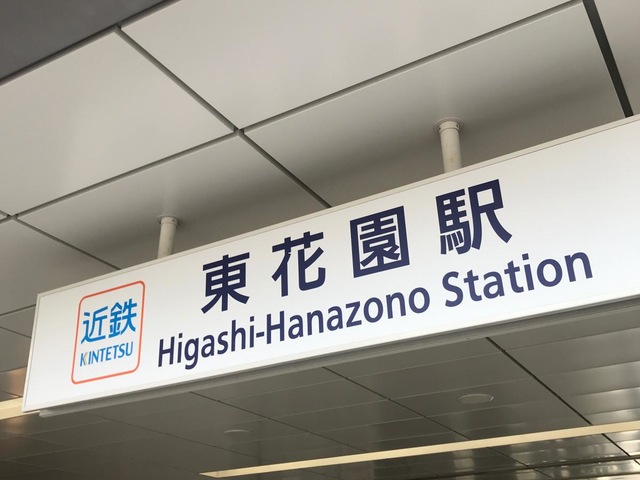 近鉄
KINTETSU
東花園駅
Higashi-Hanazono Station